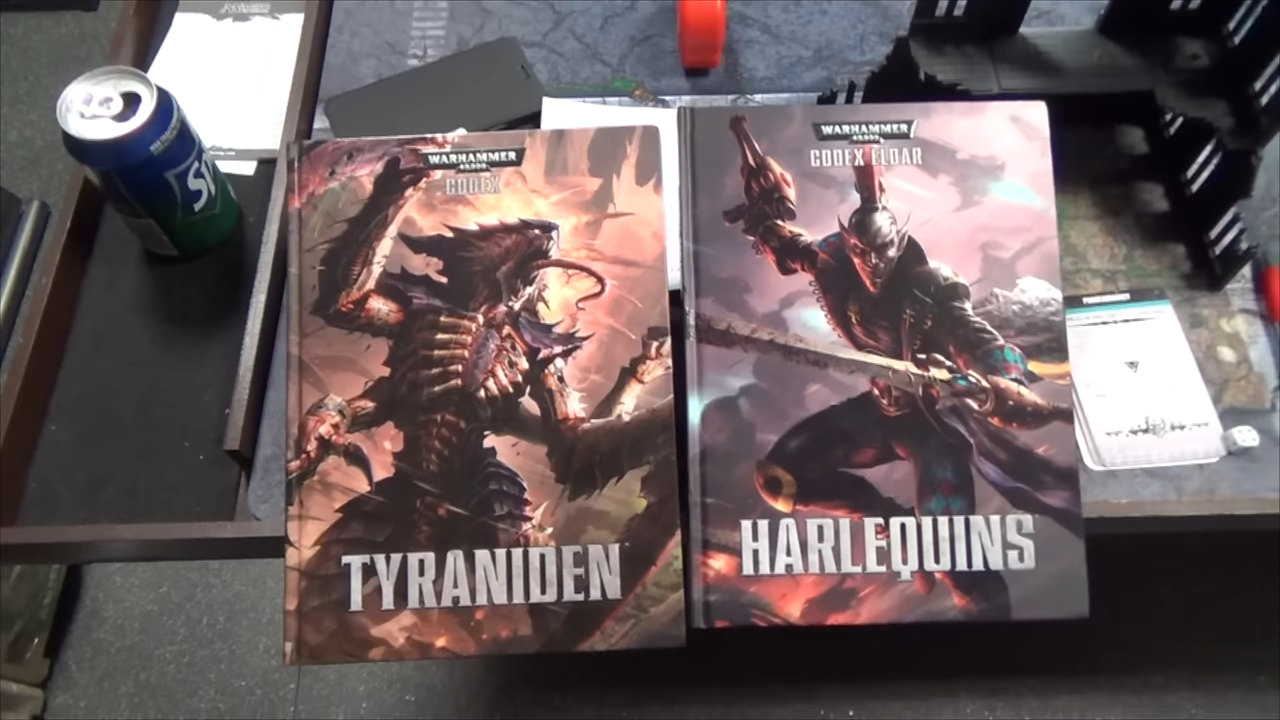 WARHAMMER
40,000
CODEX
TYRANIDEN
WARHAMMER
40,000
CODEX ELDAR
HARLEQUINS